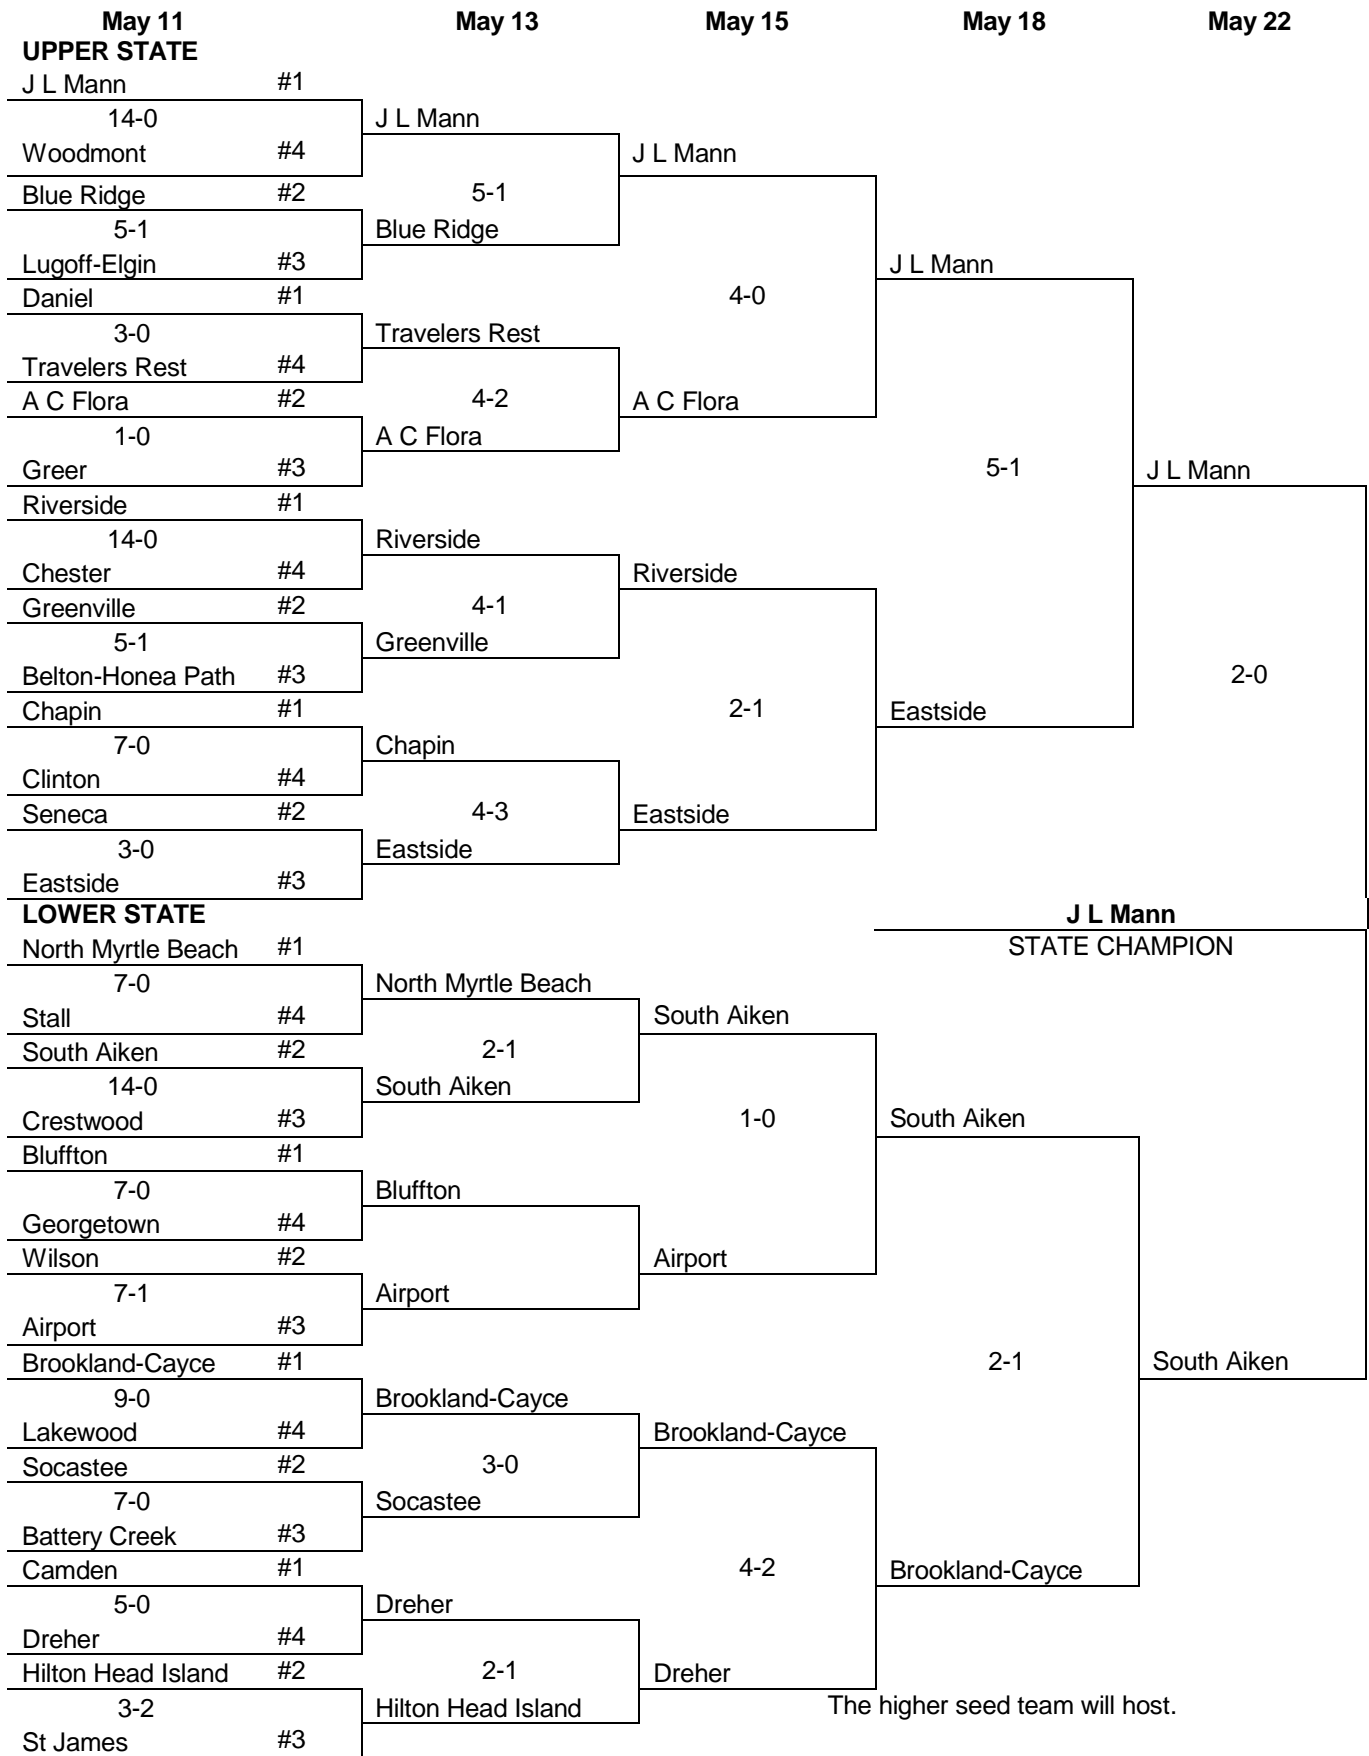 May 11 May 13 May 15 May 18 May 22
UPPER STATE
J L Mann #1
14-0 J L Mann
Woodmont #4 J L Mann
Blue Ridge #2 5-1
5-1 Blue Ridge
Lugoff-Elgin #3 J L Mann
Daniel #1 4-0
3-0 Travelers Rest
Travelers Rest #4
A C Flora #2 4-2 A C Flora
1-0 A C Flora
Greer #3 5-1 J L Mann
Riverside #1
14-0 Riverside
Chester #4 Riverside
Greenville #2 4-1
5-1 Greenville
Belton-Honea Path #3 2-0
Chapin #1 2-1 Eastside
7-0 Chapin
Clinton #4
Seneca #2 4-3 Eastside
3-0 Eastside
Eastside #3
LOWER STATE J L Mann
North Myrtle Beach #1 STATE CHAMPION
7-0 North Myrtle Beach
Stall #4 South Aiken
South Aiken #2 2-1
14-0 South Aiken
Crestwood #3 1-0 South Aiken
Bluffton #1
7-0 Bluffton
Georgetown #4
Wilson #2 Airport
7-1 Airport
Airport #3
Brookland-Cayce #1 2-1 South Aiken
9-0 Brookland-Cayce
Lakewood #4 Brookland-Cayce
Socastee #2 3-0
7-0 Socastee
Battery Creek #3
Camden #1 4-2 Brookland-Cayce
5-0 Dreher
Dreher #4
Hilton Head Island #2 2-1 Dreher
3-2 Hilton Head Island The higher seed team will host.
St James #3